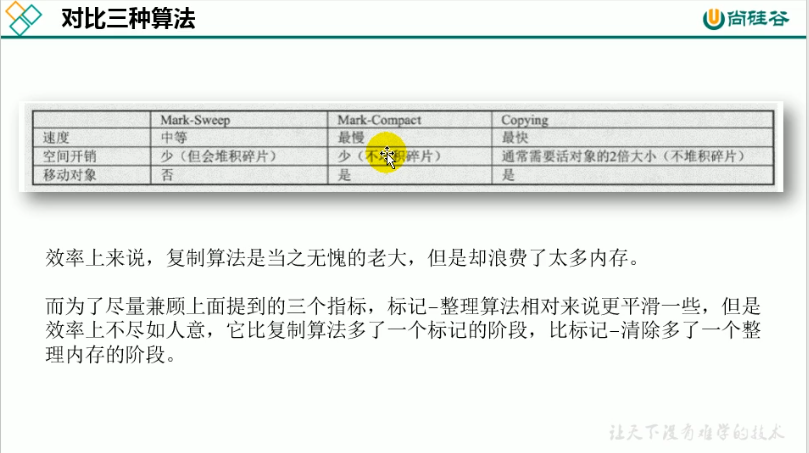 对比三种算法
尚硅谷
Mark-Sweep Mark-Compact Copying
速度 中等 最慢 最快
空间开销 少（但会堆积碎片） 少（不堆积碎片） 通常需要活对象的2倍大小（不堆积碎片）
移动对象 否 是 是
效率上来说，复制算法是当之无愧的老大，但是却浪费了太多内存。
而为了尽量兼顾上面提到的三个指标，标记-整理算法相对来说更平滑一些，但是
效率上不尽如人意，它比复制算法多了一个标记的阶段，比标记-清除多了一个整
理内存的阶段。
让天下没有难学的技术